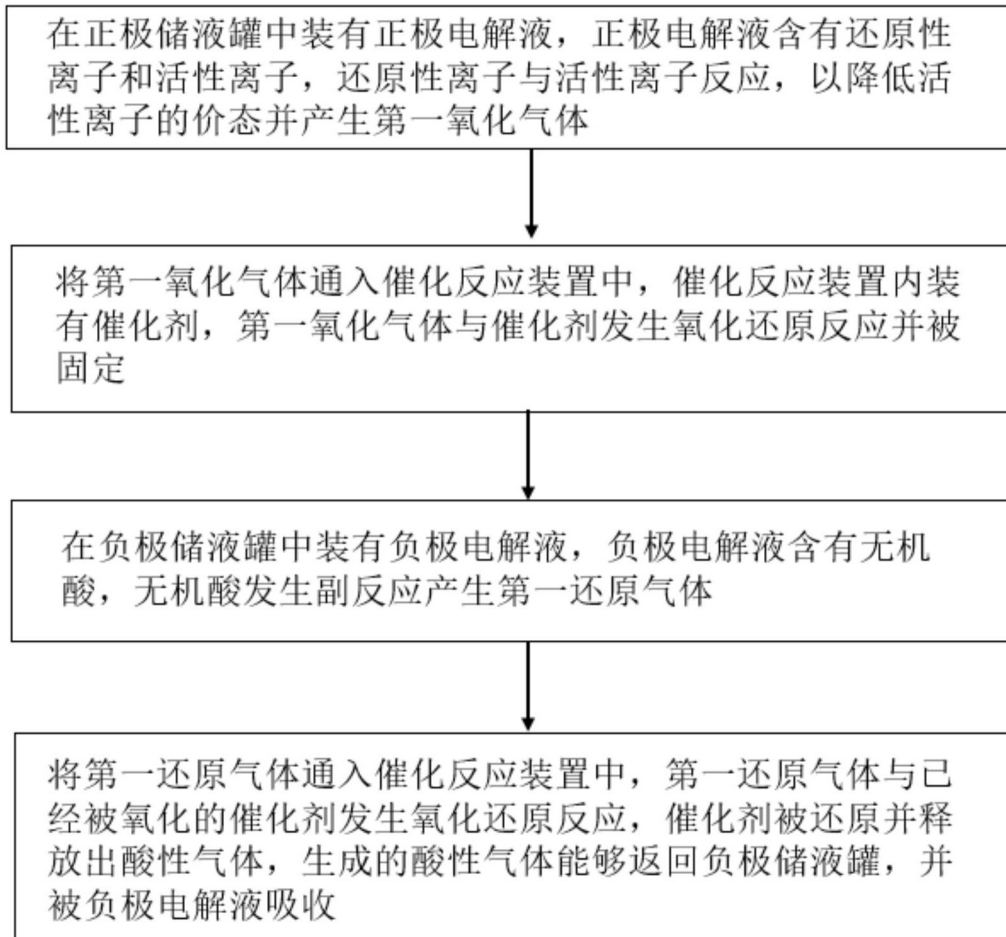 在正极储液罐中装有正极电解液，正极电解液含有还原性
离子和活性离子，还原性离子与活性离子反应，以降低活
性离子的价态并产生第一氧化气体
将第一氧化气体通入催化反应装置中，催化反应装置内装
有催化剂，第一氧化气体与催化剂发生氧化还原反应并被
固定
在负极储液罐中装有负极电解液，负极电解液含有无机
酸，无机酸发生副反应产生第一还原气体
将第一还原气体通入催化反应装置中，第一还原气体与已
经被氧化的催化剂发生氧化还原反应，催化剂被还原并释
放出酸性气体，生成的酸性气体能够返回负极储液罐，并
被负极电解液吸收